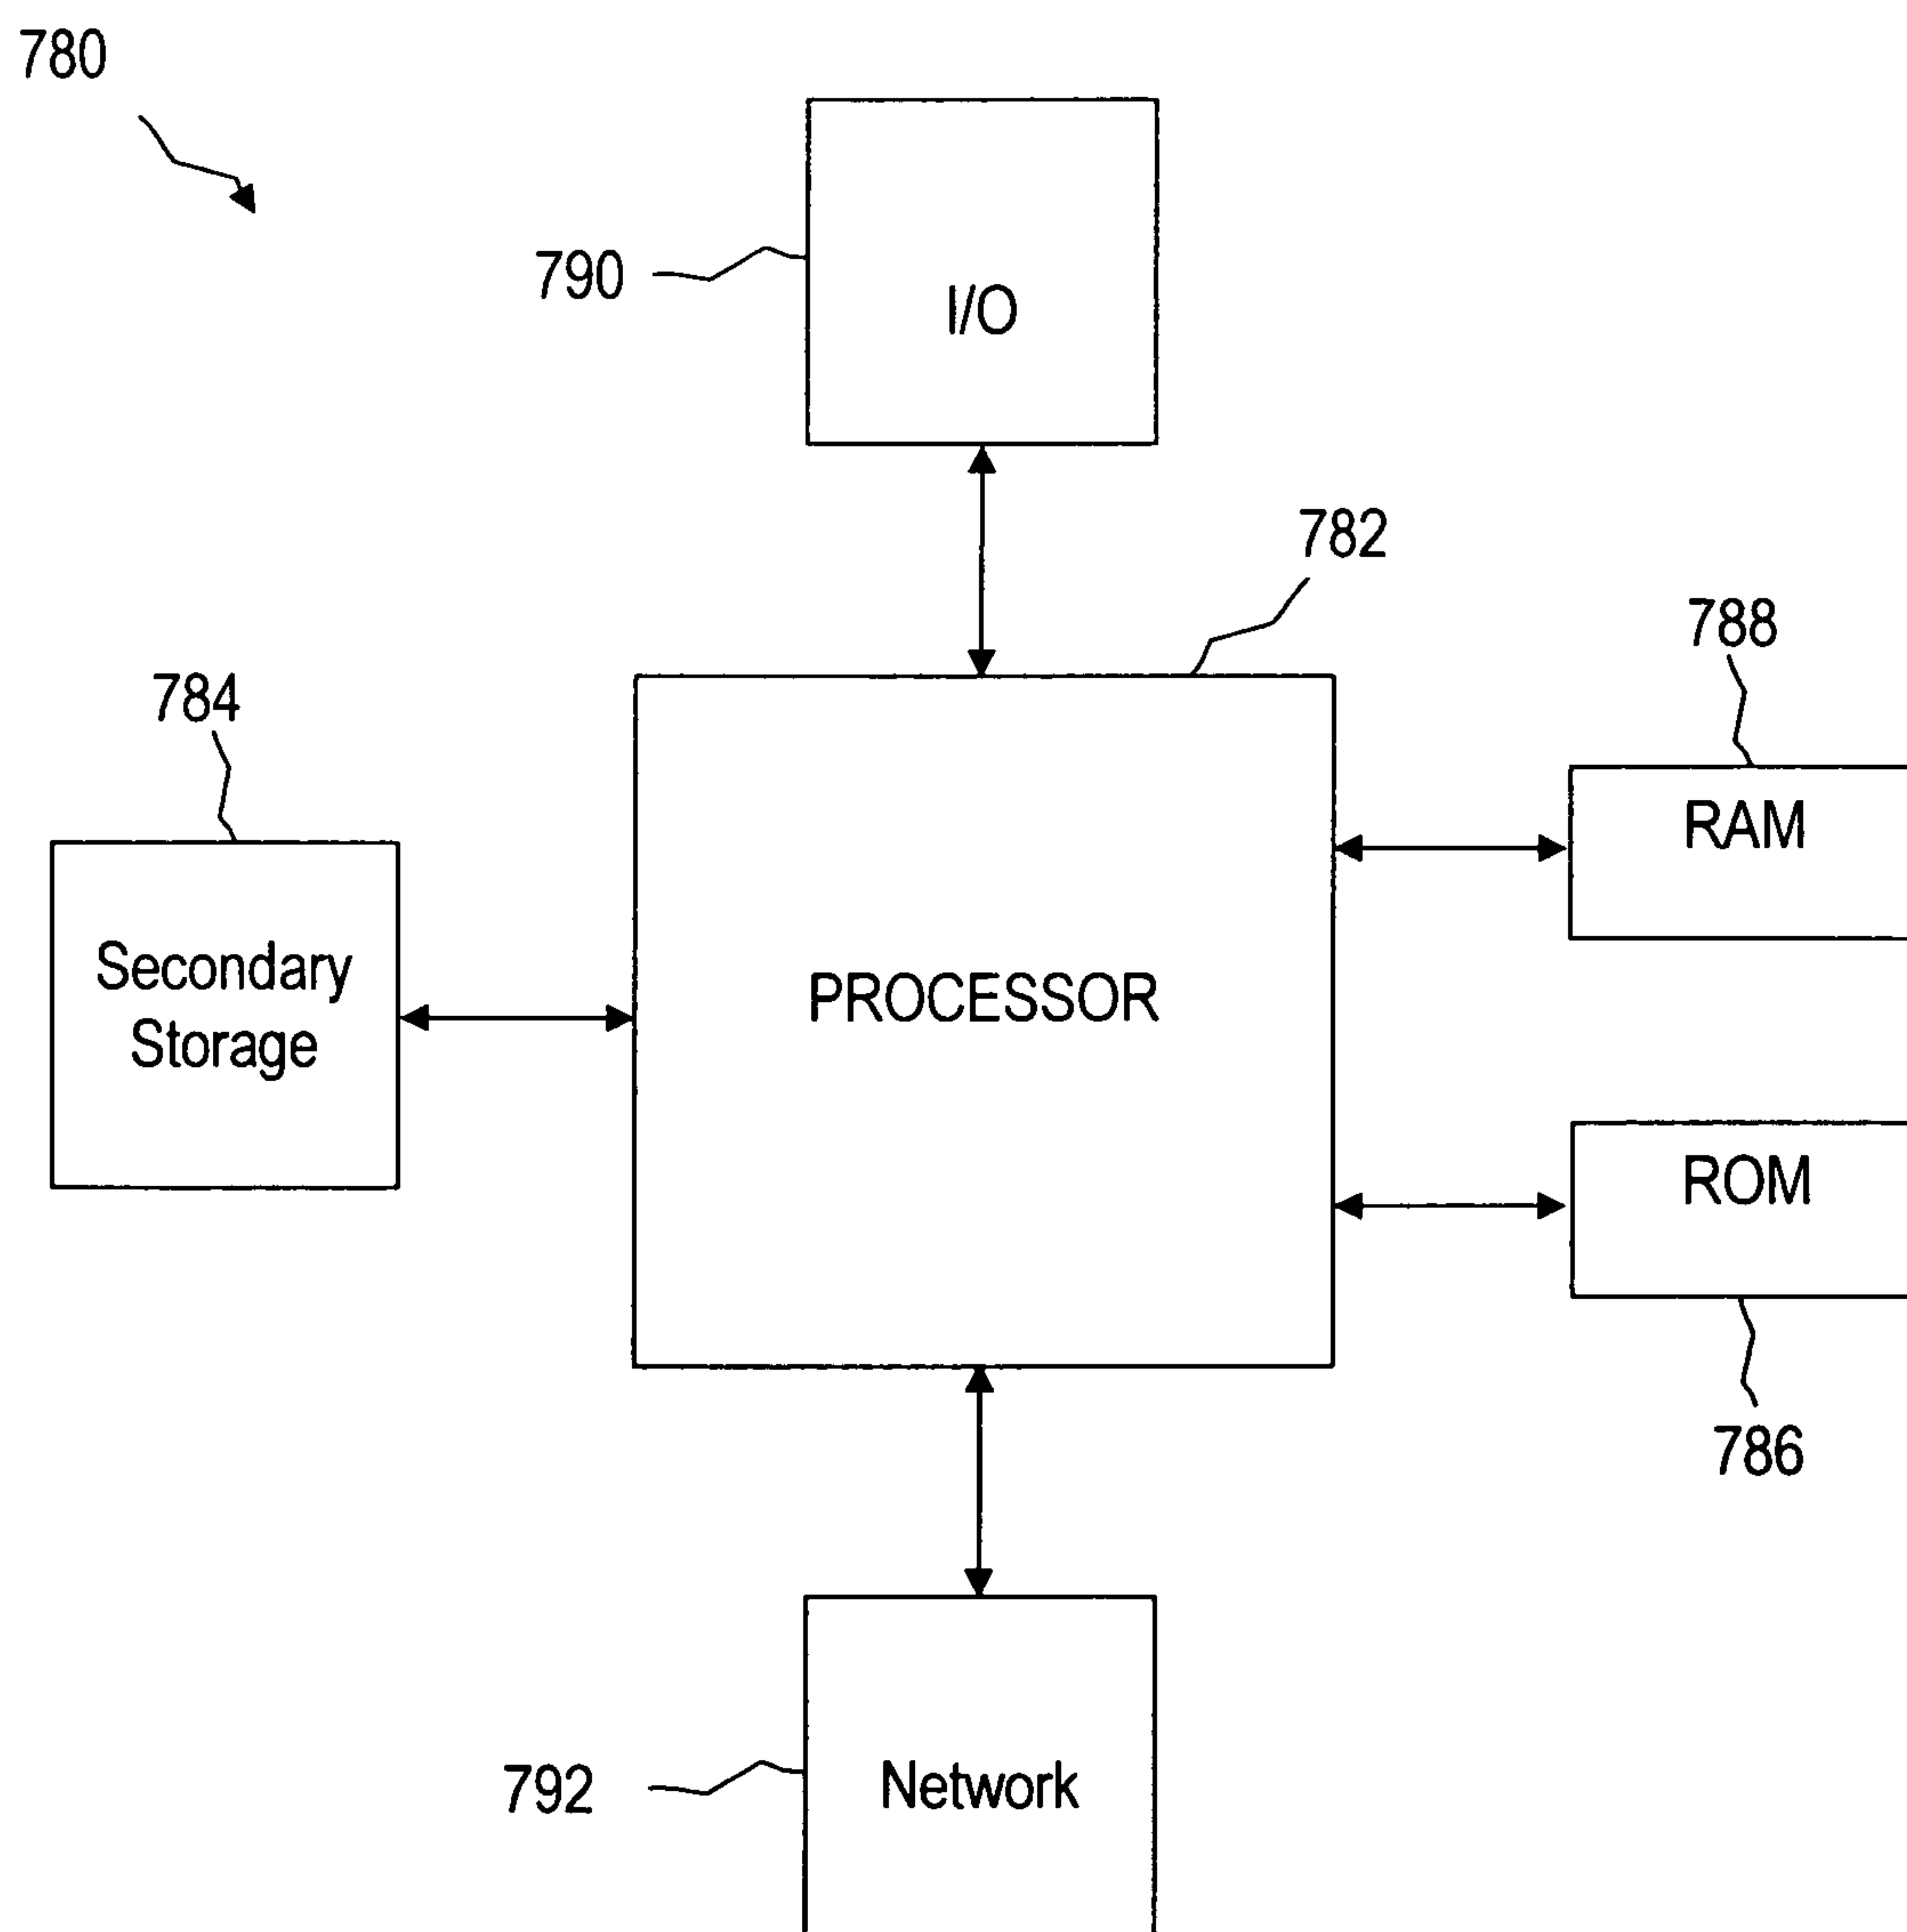 780
790
I/O
782
788
784
RAM
Secondary
Storage
PROCESSOR
ROM
786
792
Network